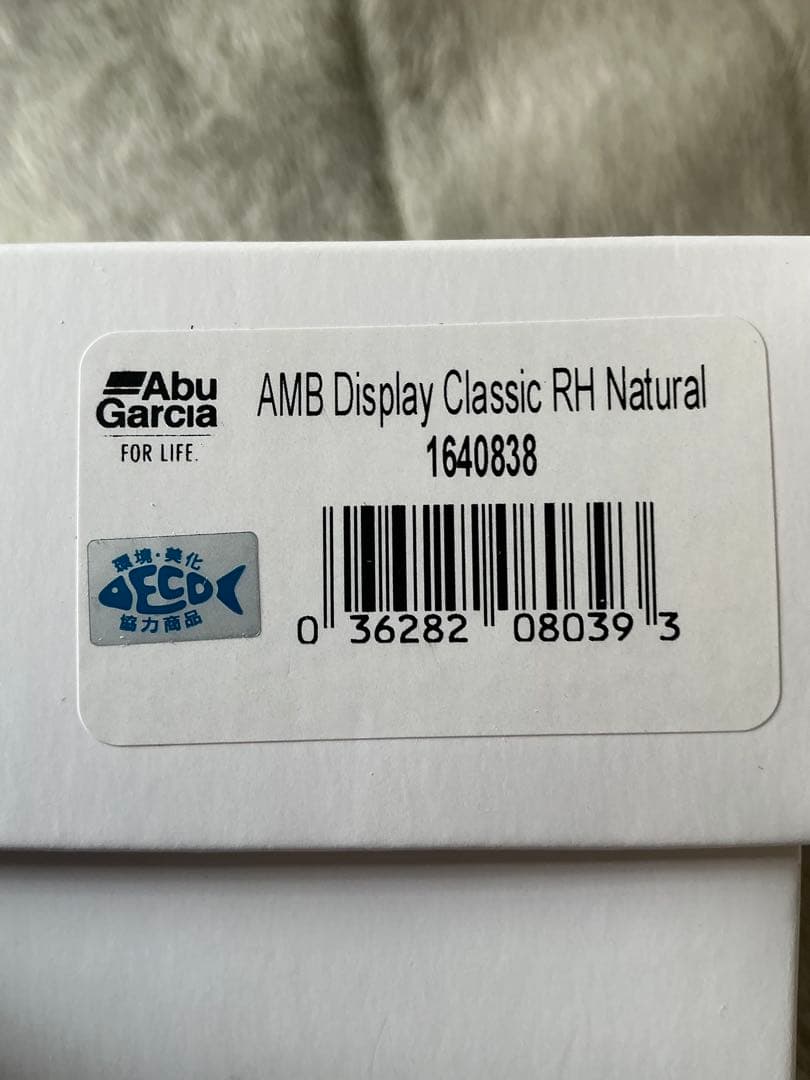 Abu
Garcia
FOR LIFE.
AMB Display Classic RH Natural
1640838
環境・美化
ECO
協力商品
0 36282 08039 3